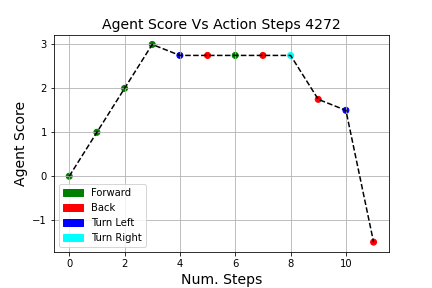 Agent Score Vs Action Steps 4272
Agent Score
3
2
1
0
−1
Forward
Back
Turn Left
Turn Right
0 2 4 6 8 10
Num. Steps